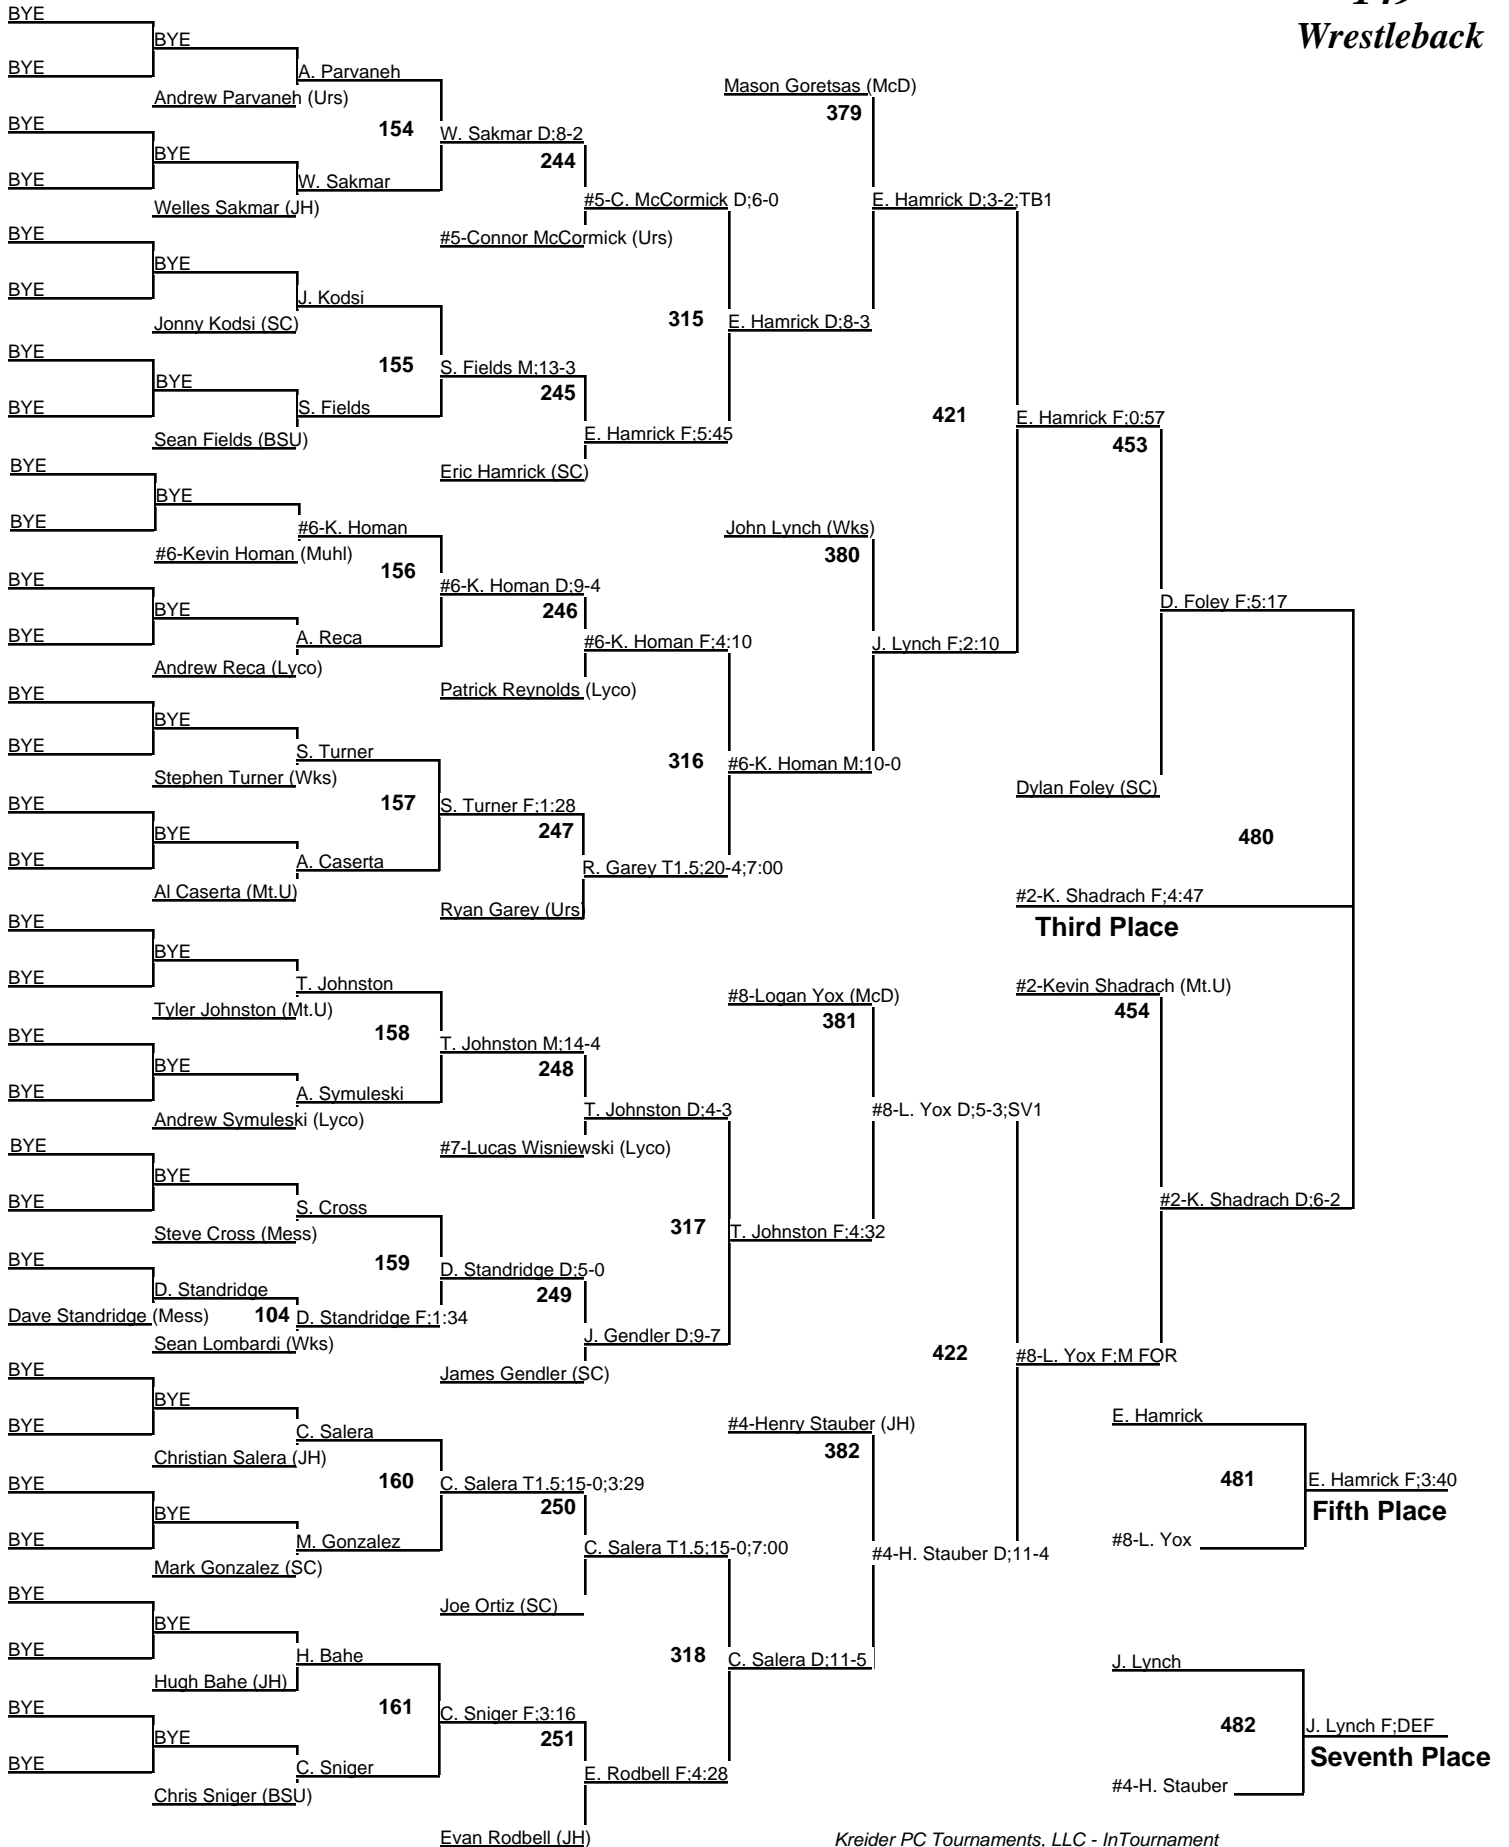 Wrestleback
BYE
BYE
BYE
A. Parvaneh
Andrew Parvaneh (Urs)
154
BYE
BYE
BYE
W. Sakmar
Welles Sakmar (JH)
W. Sakmar D;8-2
244
#5-C. McCormick D;6-0
#5-Connor McCormick (Urs)
BYE
BYE
BYE
J. Kodsi
Jonny Kodsi (SC)
155
BYE
BYE
BYE
S. Fields
Sean Fields (BSU)
S. Fields M;13-3
245
E. Hamrick F;5:45
Eric Hamrick (SC)
315
E. Hamrick D;8-3
Mason Goretsas (McD)
379
E. Hamrick D;3-2;TB1
BYE
BYE
BYE
#6-K. Homan
#6-Kevin Homan (Muhl)
156
BYE
BYE
BYE
A. Reca
Andrew Reca (Lyco)
#6-K. Homan D;9-4
246
#6-K. Homan F;4:10
Patrick Reynolds (Lyco)
BYE
BYE
BYE
S. Turner
Stephen Turner (Wks)
157
BYE
BYE
BYE
A. Caserta
Al Caserta (Mt.U)
S. Turner F;1:28
247
R. Garey T1.5;20-4;7:00
Ryan Garey (Urs)
316
#6-K. Homan M;10-0
John Lynch (Wks)
380
J. Lynch F;2:10
421
E. Hamrick F;0:57
453
D. Foley F;5:17
Dylan Foley (SC)
480
#2-K. Shadrach F;4:47
Third Place
BYE
BYE
BYE
T. Johnston
Tyler Johnston (Mt.U)
158
BYE
BYE
BYE
A. Symuleski
Andrew Symuleski (Lyco)
T. Johnston M;14-4
248
T. Johnston D;4-3
#7-Lucas Wisniewski (Lyco)
BYE
BYE
BYE
S. Cross
Steve Cross (Mess)
159
BYE
D. Standridge
Dave Standridge (Mess)
104
D. Standridge F;1:34
Sean Lombardi (Wks)
D. Standridge D;5-0
249
J. Gendler D;9-7
James Gendler (SC)
317
T. Johnston F;4:32
#8-Logan Yox (McD)
381
#8-L. Yox D;5-3;SV1
#2-Kevin Shadrach (Mt.U)
454
#2-K. Shadrach D;6-2
422
#8-L. Yox F;M FOR
BYE
BYE
BYE
C. Salera
Christian Salera (JH)
160
BYE
BYE
BYE
M. Gonzalez
Mark Gonzalez (SC)
C. Salera T1.5;15-0;3:29
250
C. Salera T1.5;15-0;7:00
Joe Ortiz (SC)
BYE
BYE
BYE
H. Bahe
Hugh Bahe (JH)
161
BYE
BYE
BYE
C. Sniger
Chris Sniger (BSU)
C. Sniger F;3:16
251
E. Rodbell F;4:28
Evan Rodbell (JH)
318
C. Salera D;11-5
#4-Henry Stauber (JH)
382
#4-H. Stauber D;11-4
E. Hamrick
481
E. Hamrick F;3:40
Fifth Place
#8-L. Yox
J. Lynch
482
J. Lynch F;DEF
Seventh Place
#4-H. Stauber
Kreider PC Tournaments, LLC - InTournament